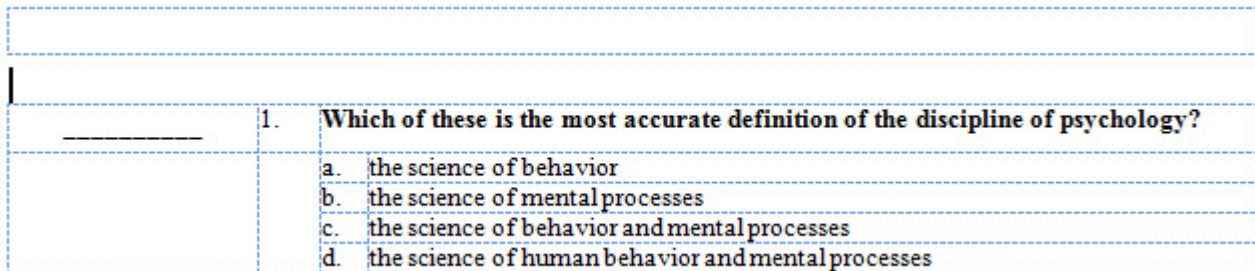 __________ 1. Which of these is the most accurate definition of the discipline of psychology?
a. the science of behavior
b. the science of mental processes
c. the science of behavior and mental processes
d. the science of human behavior and mental processes